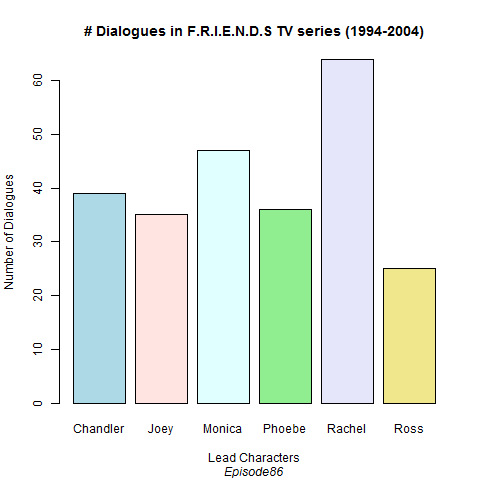 # Dialogues in F.R.I.E.N.D.S TV series (1994-2004)
Number of Dialogues
60
50
40
30
20
10
0
Chandler Joey Monica Phoebe Rachel Ross
Lead Characters
Episode86